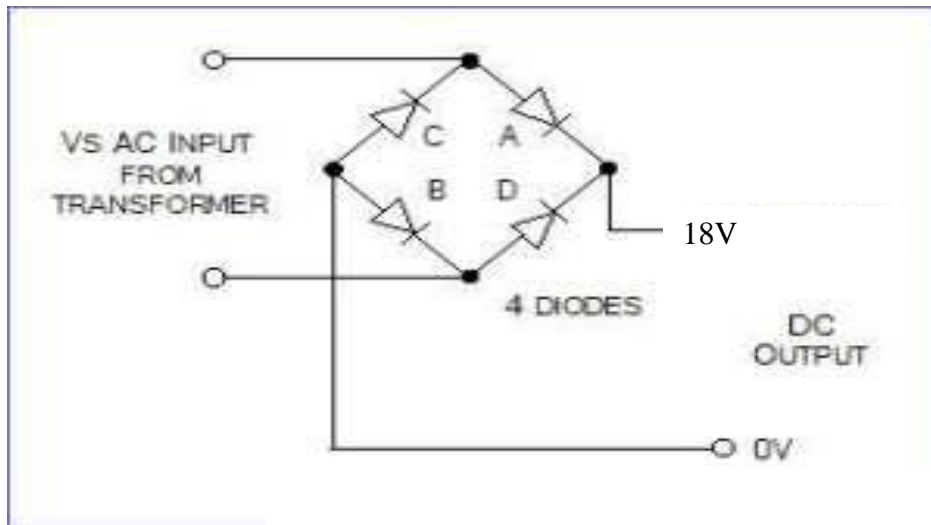 C A
VS AC INPUT
FROM
TRANSFORMER
B D
18V
4 DIODES
DC
OUTPUT
0V